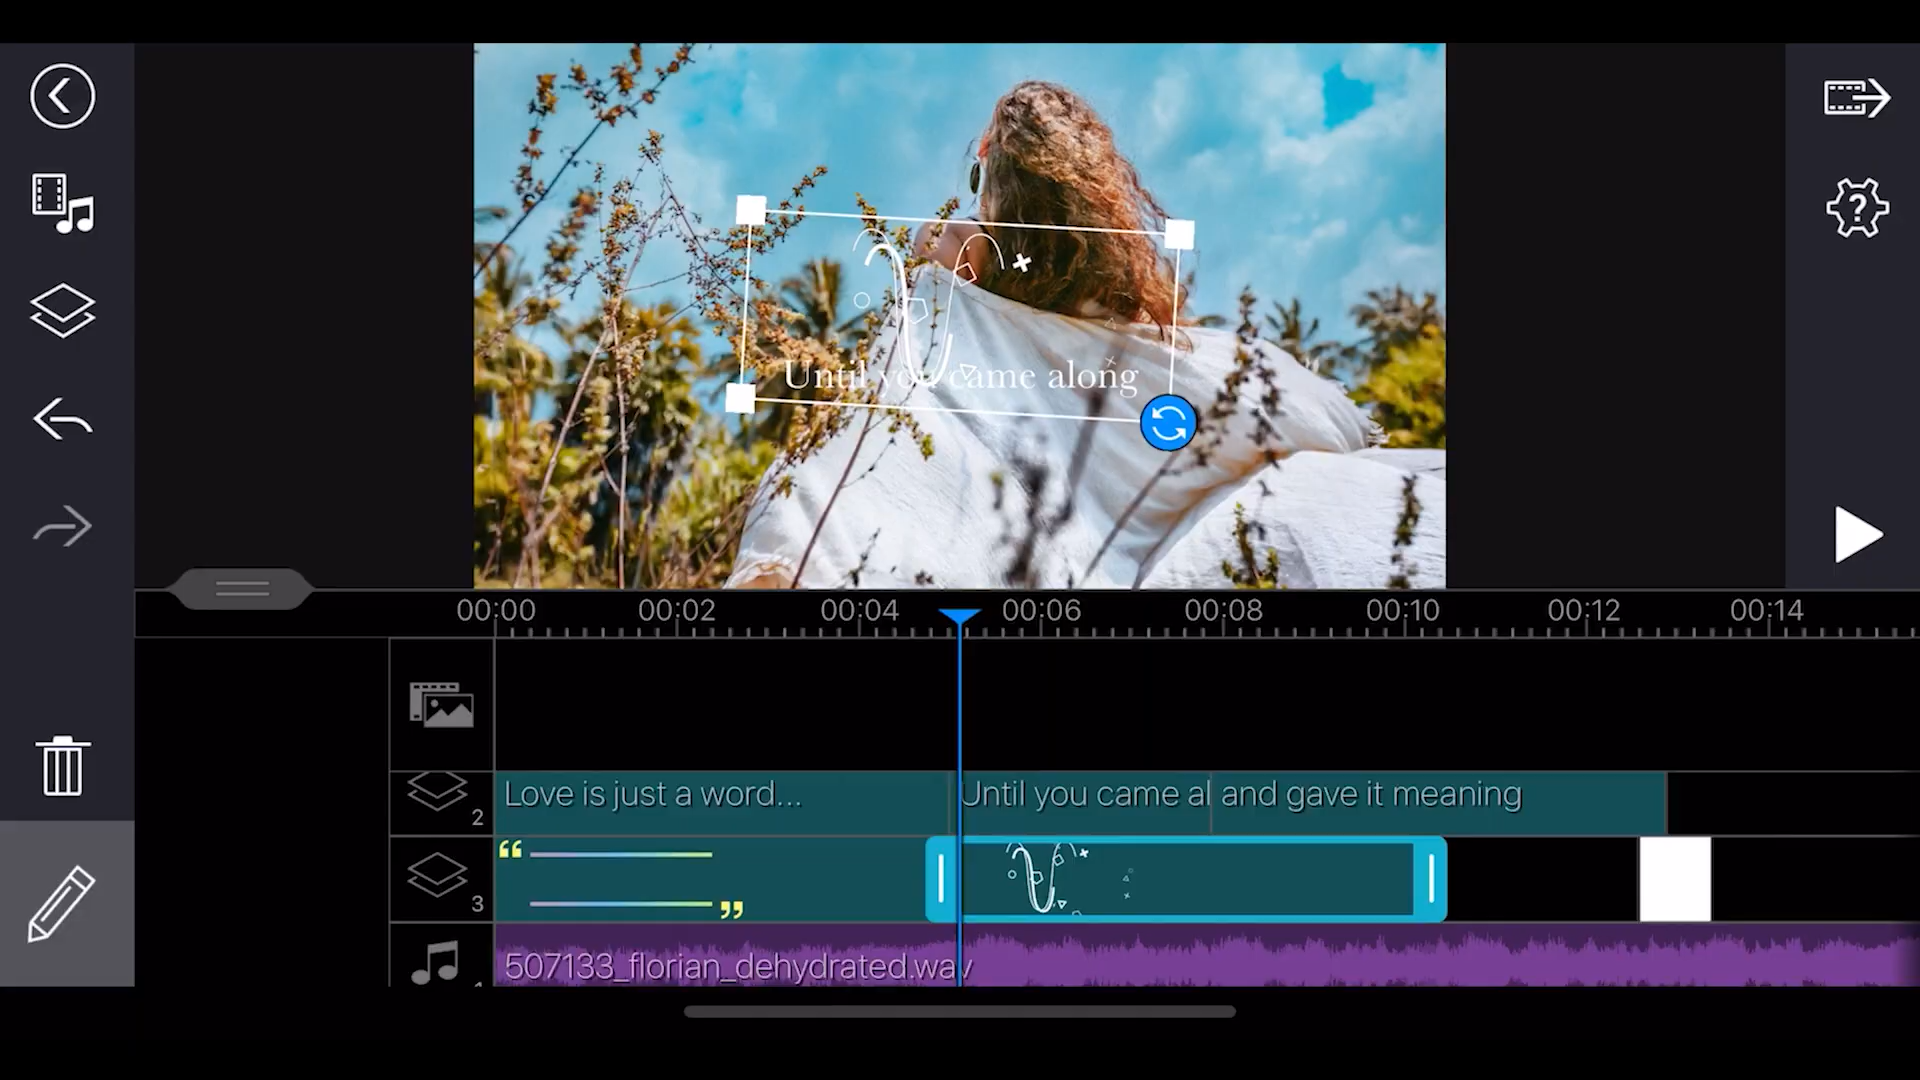 Until you came along
00:00 00:02 00:04 00:06 00:08 00:10 00:12 00:14
Love is just a word... Until you came al and gave it meaning
2
“
3
”
507133_florian_dehydrated.wav